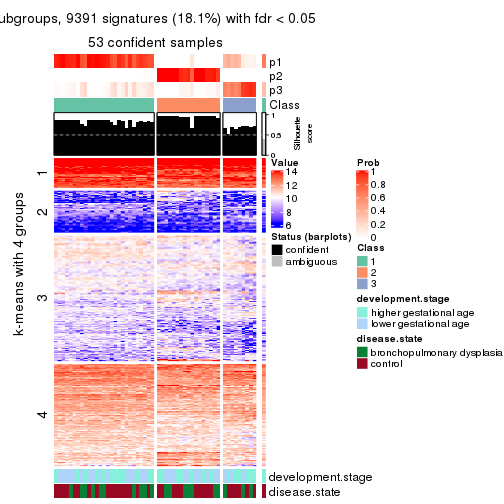 ubgroups, 9391 signatures (18.1%) with fdr < 0.05
53 confident samples
p1
p2
p3
Class
1
0.5
0
Silhouette
score
k-means with 4 groups
1
2
3
4
Value
14
12
10
8
6
Status (barplots)
confident
ambiguous
Prob
1
0.8
0.6
0.4
0.2
0
Class
1
2
3
development.stage
higher gestational age
lower gestational age
disease.state
bronchopulmonary dysplasia
control
development.stage
disease.state